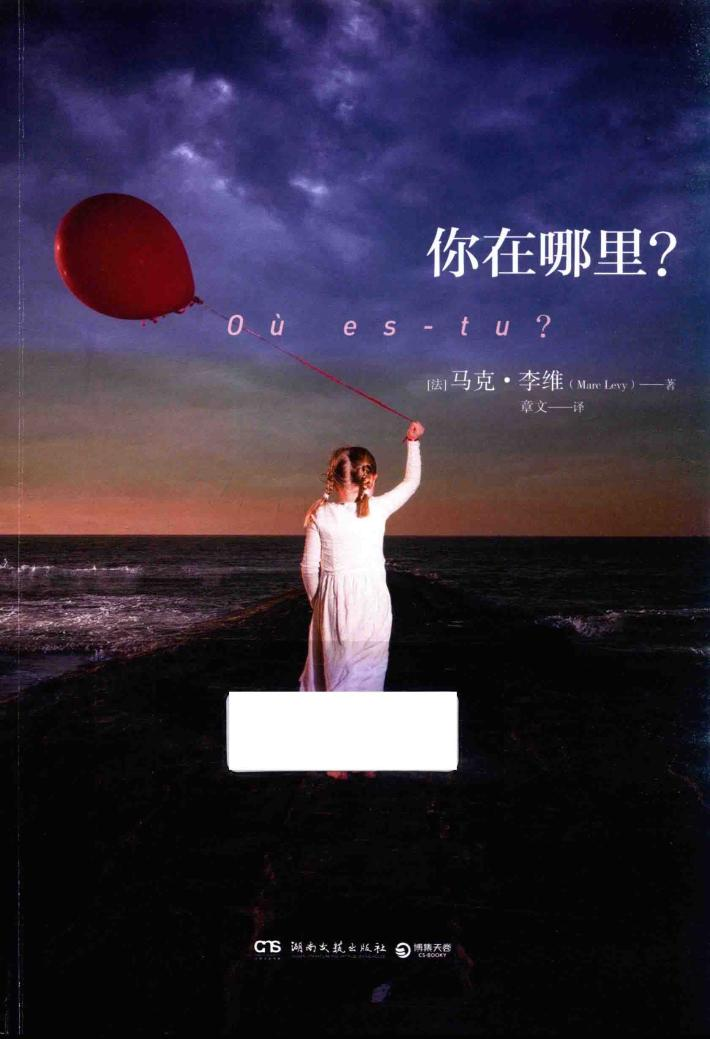 你在哪里?
Où es-tu?
[法]马克·李维(Marc Levy)——著
章文——译
CNS 湖南文艺出版社 博集天卷
CS-BOOKY